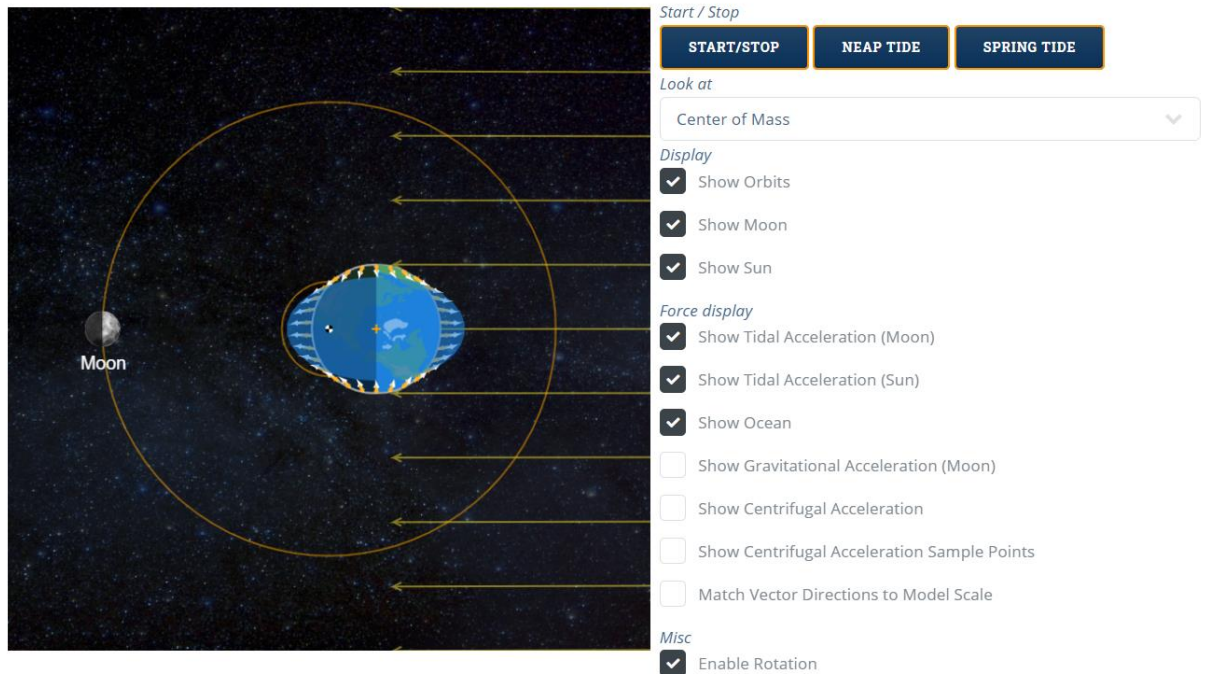 Start / Stop
START/STOP NEAP TIDE SPRING TIDE
Look at
Center of Mass
Display
Show Orbits
Show Moon
Show Sun
Force display
Show Tidal Acceleration (Moon)
Moon
Show Tidal Acceleration (Sun)
Show Ocean
Show Gravitational Acceleration (Moon)
Show Centrifugal Acceleration
Show Centrifugal Acceleration Sample Points
Match Vector Directions to Model Scale
Misc
Enable Rotation